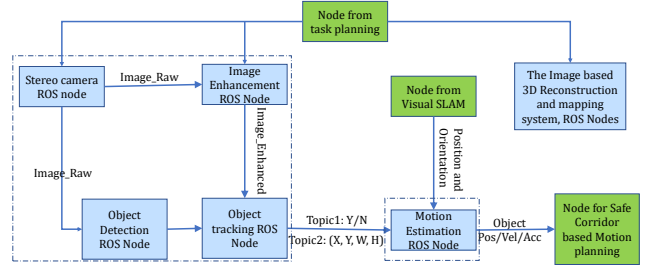 Node from
task planning
Stereo camera
ROS node
Image_Raw
Image
Enhancement
ROS Node
Node from
Visual SLAM
The Image based
3D Reconstruction
and mapping
system, ROS Nodes
Image_Raw
Image_Enhanced
Position and
Orientation
Object
Detection
ROS Node
Object
tracking ROS
Node
Topic1: Y/N
Topic2: (X, Y, W, H)
Motion
Estimation
ROS Node
Object
Pos/Vel/Acc
Node for Safe
Corridor
based Motion
planning